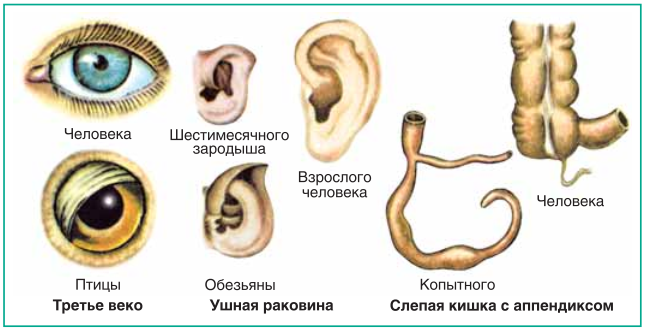 Человека
Шестимесячного
зародыша
Взрослого
человека
Человека
Птицы
Обезьяны
Копытного
Третье веко
Ушная раковина
Слепая кишка с аппендиксом